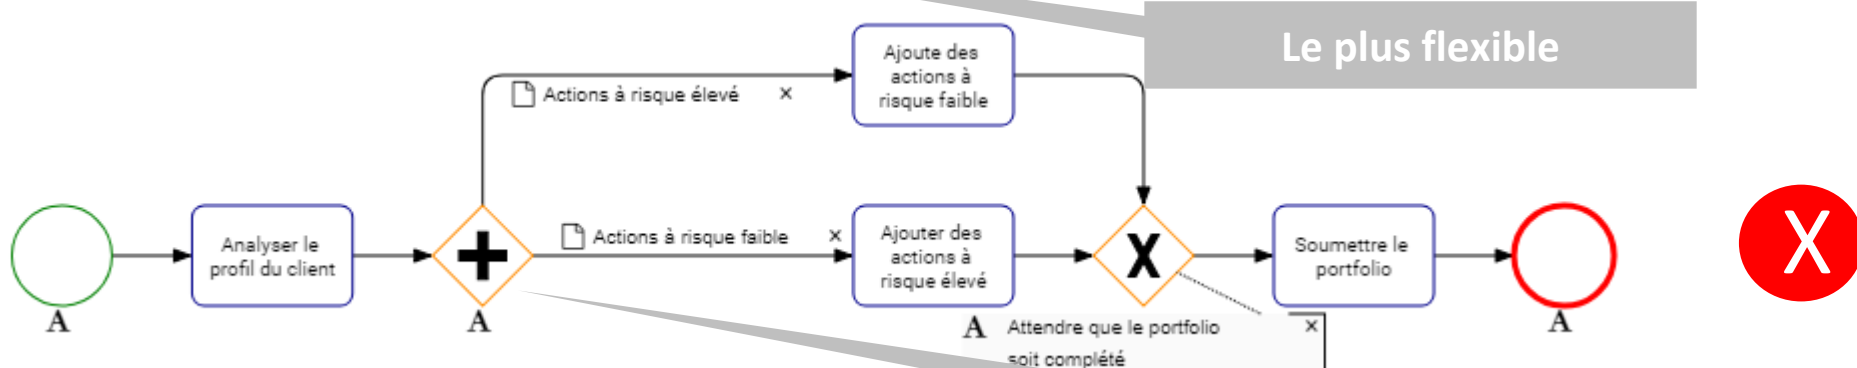 Le plus flexible
Ajoute des
actions à
risque faible
Actions à risque élevé ×
Analyser le
profil du client
Actions à risque faible ×
Ajouter des
actions à
risque élevé
X
Soumettre le
portfolio
X
A
A
A Attendre que le portfolio ×
soit complété
A